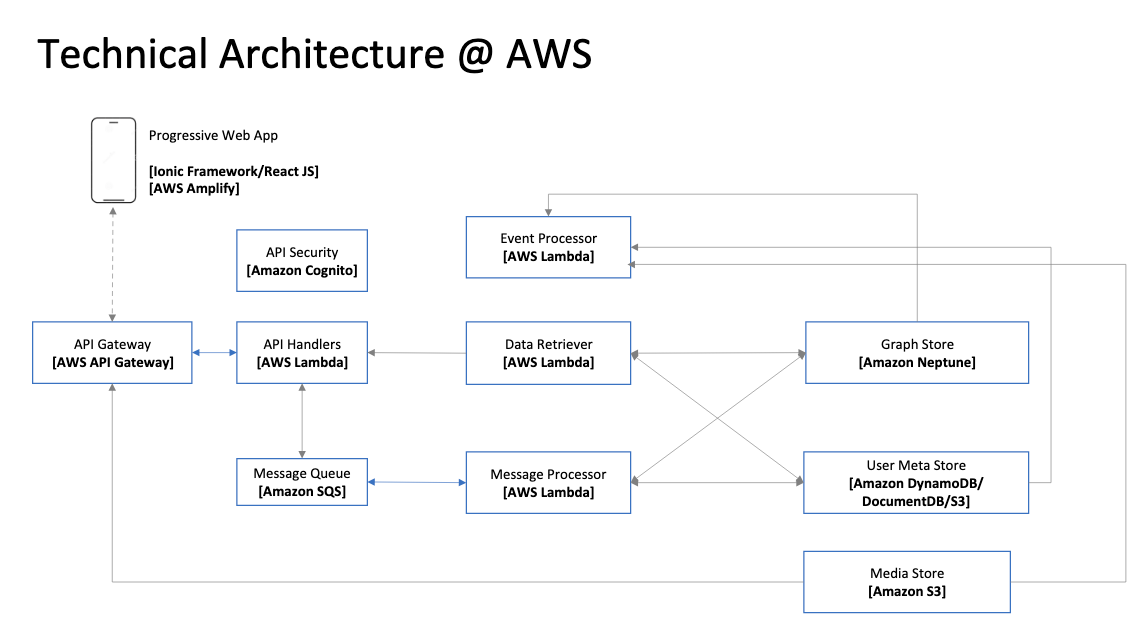 Technical Architecture @ AWS
Progressive Web App
[Ionic Framework/React JS]
[AWS Amplify]
API Security
[Amazon Cognito]
Event Processor
[AWS Lambda]
API Gateway
[AWS API Gateway]
API Handlers
[AWS Lambda]
Data Retriever
[AWS Lambda]
Graph Store
[Amazon Neptune]
Message Queue
[Amazon SQS]
Message Processor
[AWS Lambda]
User Meta Store
[Amazon DynamoDB/
DocumentDB/S3]
Media Store
[Amazon S3]